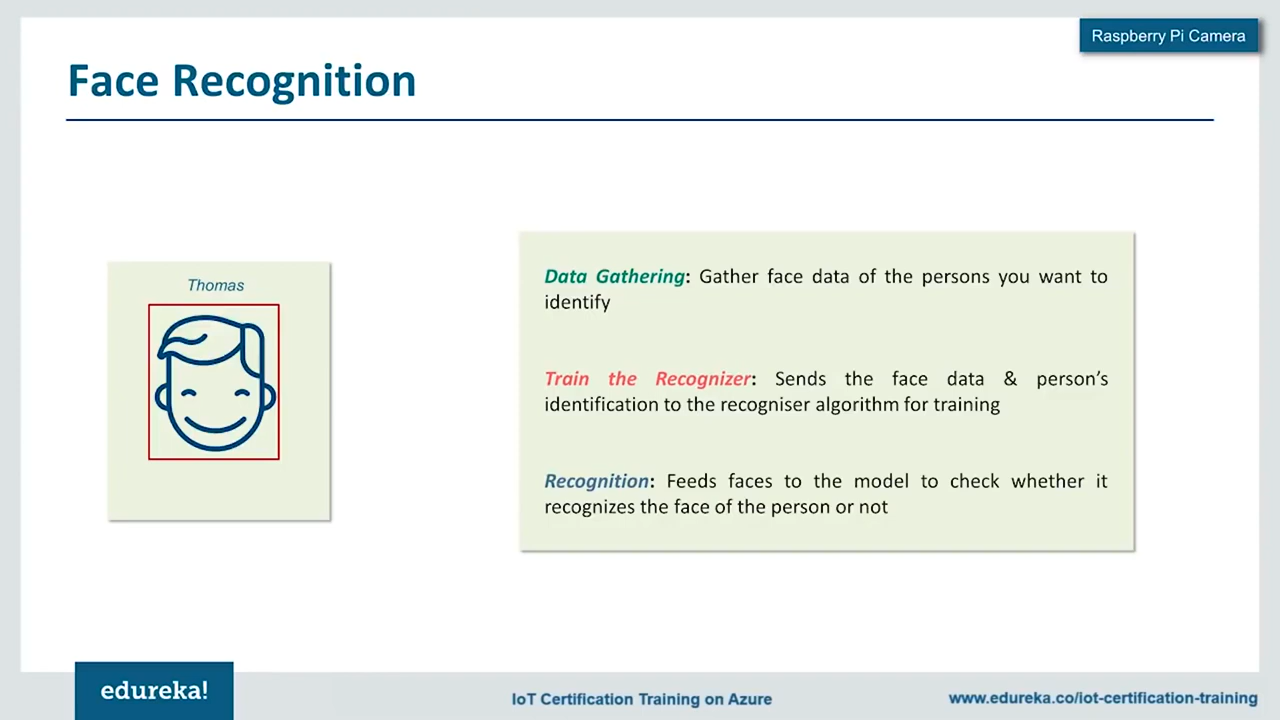 Raspberry Pi Camera
Face Recognition
Thomas
Data Gathering: Gather face data of the persons you want to
identify
Train the Recognizer: Sends the face data & person's
identification to the recogniser algorithm for training
Recognition: Feeds faces to the model to check whether it
recognizes the face of the person or not
edureka!
IoT Certification Training on Azure
www.edureka.co/iot-certification-training